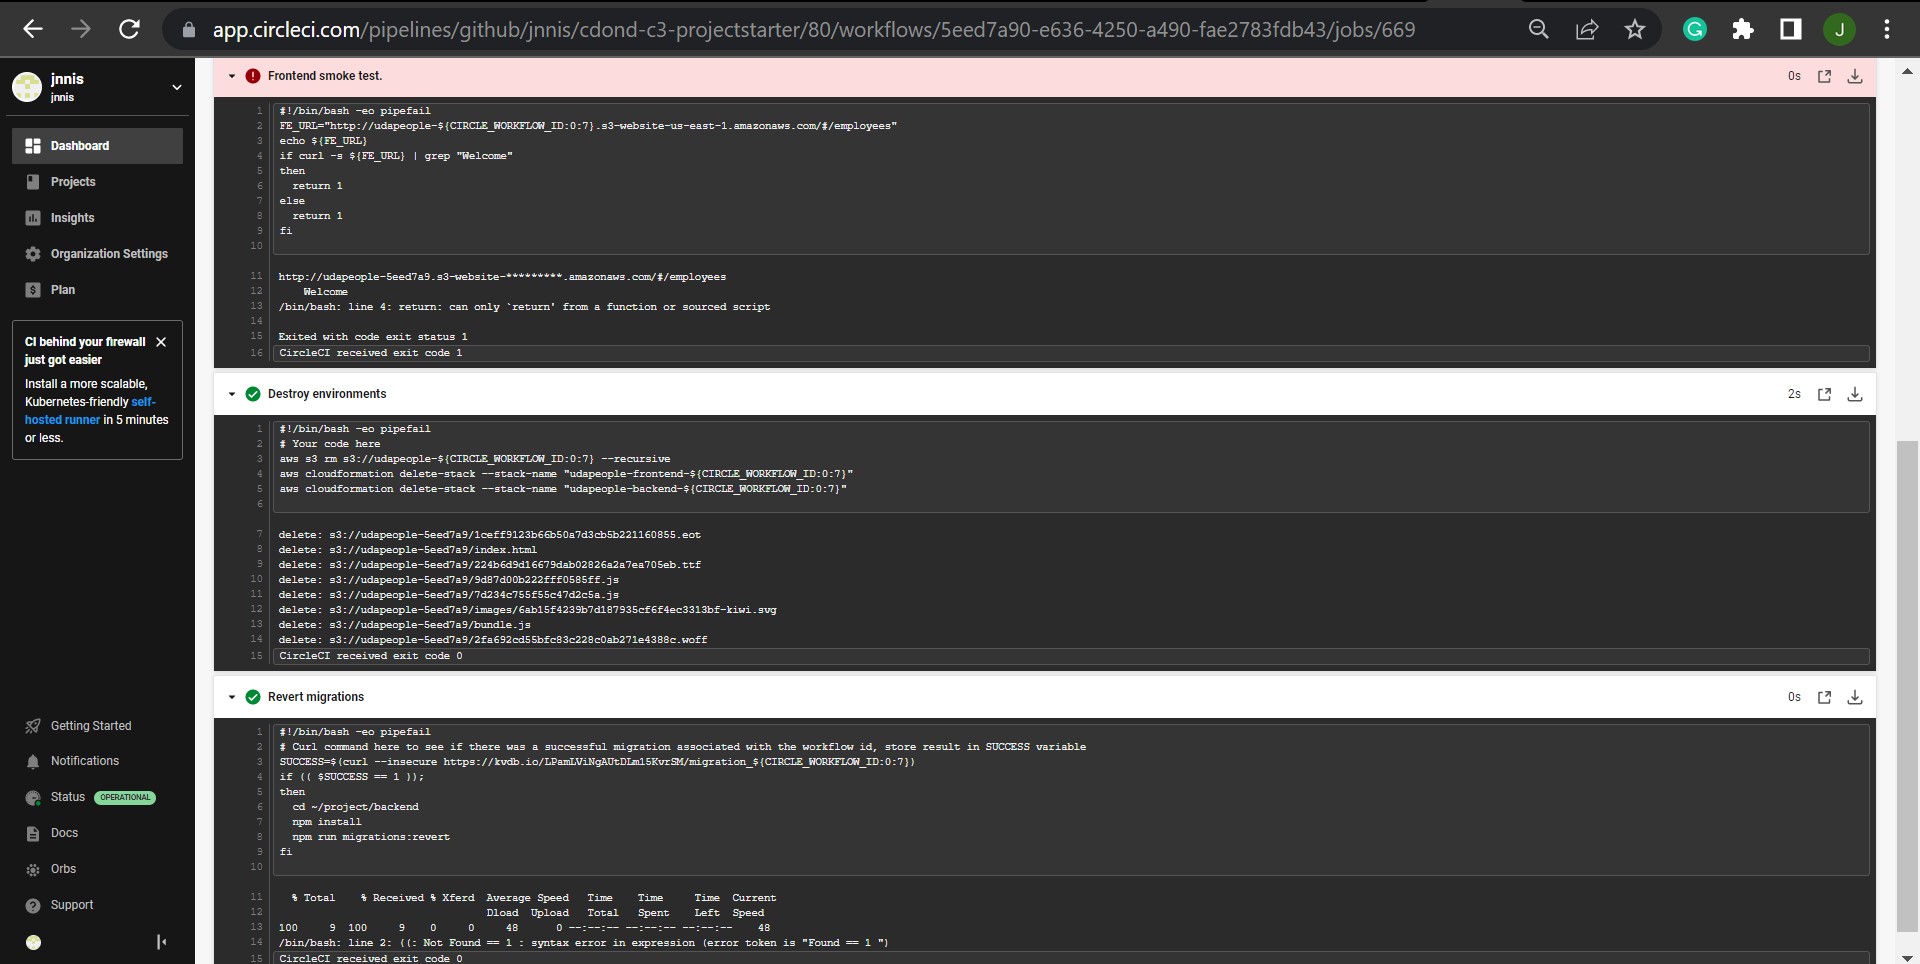 app.circleci.com/pipelines/github/jnnis/cdond-c3-projectstarter/80/workflows/5eed7a90-e636-4250-a490-fae2783fdb43/jobs/669
J
jnnis
jnnis
Dashboard
Projects
Insights
Organization Settings
Plan
CI behind your firewall just got easier
Install a more scalable,
Kubernetes-friendly self-
hosted runner in 5 minutes
or less.
Getting Started
Notifications
Status OPERATIONAL
Docs
Orbs
Support
Frontend smoke test. 0s
1 #!/bin/bash -eo pipefail
2 FE_URL="http://udapeople-${CIRCLE_WORKFLOW_ID:0:7}.s3-website-us-east-1.amazonaws.com/#/employees"
3 echo ${FE_URL}
4 if curl -s ${FE_URL} | grep "Welcome"
5 then
6 return 1
7 else
8 return 1
9 fi
10
11 http://udapeople-5eed7a9.s3-website-*********.amazonaws.com/#/employees
12 Welcome
13 /bin/bash: line 4: return: can only `return' from a function or sourced script
14
15 Exited with code exit status 1
16 CircleCI received exit code 1
Destroy environments 2s
1 #!/bin/bash -eo pipefail
2 # Your code here
3 aws s3 rm s3://udapeople-${CIRCLE_WORKFLOW_ID:0:7} --recursive
4 aws cloudformation delete-stack --stack-name "udapeople-frontend-${CIRCLE_WORKFLOW_ID:0:7}"
5 aws cloudformation delete-stack --stack-name "udapeople-backend-${CIRCLE_WORKFLOW_ID:0:7}"
6
7 delete: s3://udapeople-5eed7a9/1ceff9123b66b50a7d3cb5b221160855.eot
8 delete: s3://udapeople-5eed7a9/index.html
9 delete: s3://udapeople-5eed7a9/224b6d9d16679dab02826a2a7ea705eb.ttf
10 delete: s3://udapeople-5eed7a9/9d87d00b222fff0585ff.js
11 delete: s3://udapeople-5eed7a9/7d234c755f55c47d2c5a.js
12 delete: s3://udapeople-5eed7a9/images/6ab15f4239b7d187935cf6f4ec3313bf-kiwi.svg
13 delete: s3://udapeople-5eed7a9/bundle.js
14 delete: s3://udapeople-5eed7a9/2fa692cd55bfc83c228c0ab271e4388c.woff
15 CircleCI received exit code 0
Revert migrations 0s
1 #!/bin/bash -eo pipefail
2 # Curl command here to see if there was a successful migration associated with the workflow id, store result in SUCCESS variable
3 SUCCESS=$(curl --insecure https://kvdb.io/LPamLViNgAUtDLm15KvrSM/migration_${CIRCLE_WORKFLOW_ID:0:7})
4 if (( $SUCCESS == 1 ));
5 then
6 cd ~/project/backend
7 npm install
8 npm run migrations:revert
9 fi
10
11 % Total % Received % Xferd Average Speed Time Time Time Current
12 Dload Upload Total Spent Left Speed
13 100 9 100 9 0 0 48 0 --:--:-- --:--:-- --:--:-- 48
14 /bin/bash: line 2: ((: Not Found == 1 : syntax error in expression (error token is "Found == 1 ")
15 CircleCI received exit code 0